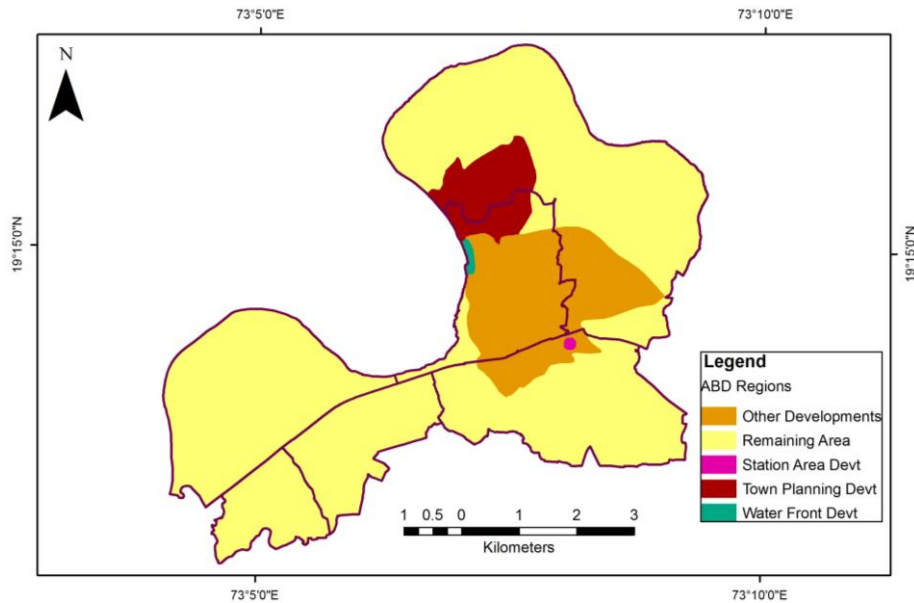 73°5'0"E 73°10'0"E
N
19°15'0"N 19°15'0"N
Legend
ABD Regions
Other Developments
Remaining Area
Station Area Devt
Town Planning Devt
Water Front Devt
1 0.5 0 1 2 3
Kilometers
73°5'0"E 73°10'0"E